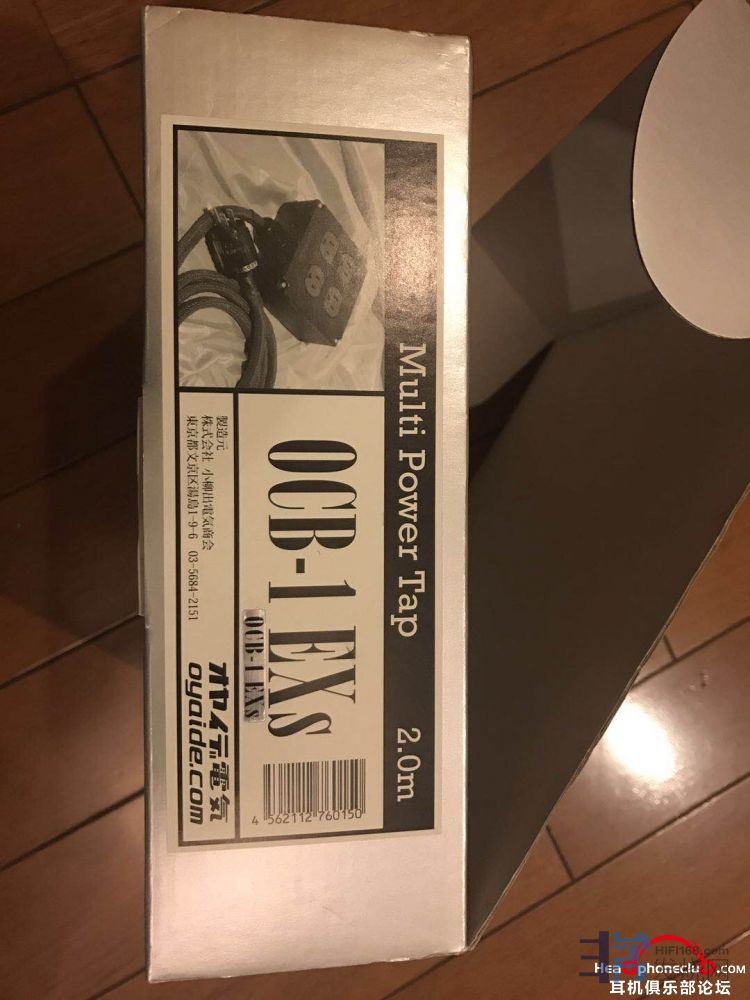 Multi Power Tap 2.0m
OCB-1 EXs
OCB-1 EXs
4 562112 760150
製造元
株式会社 小柳出電気商会
東京都文京区湯島1-9-6 03-5684-2151
オヤイデ電気
oyaide.com
HIFI168.com
Headphoneclub.com
耳机俱乐部论坛